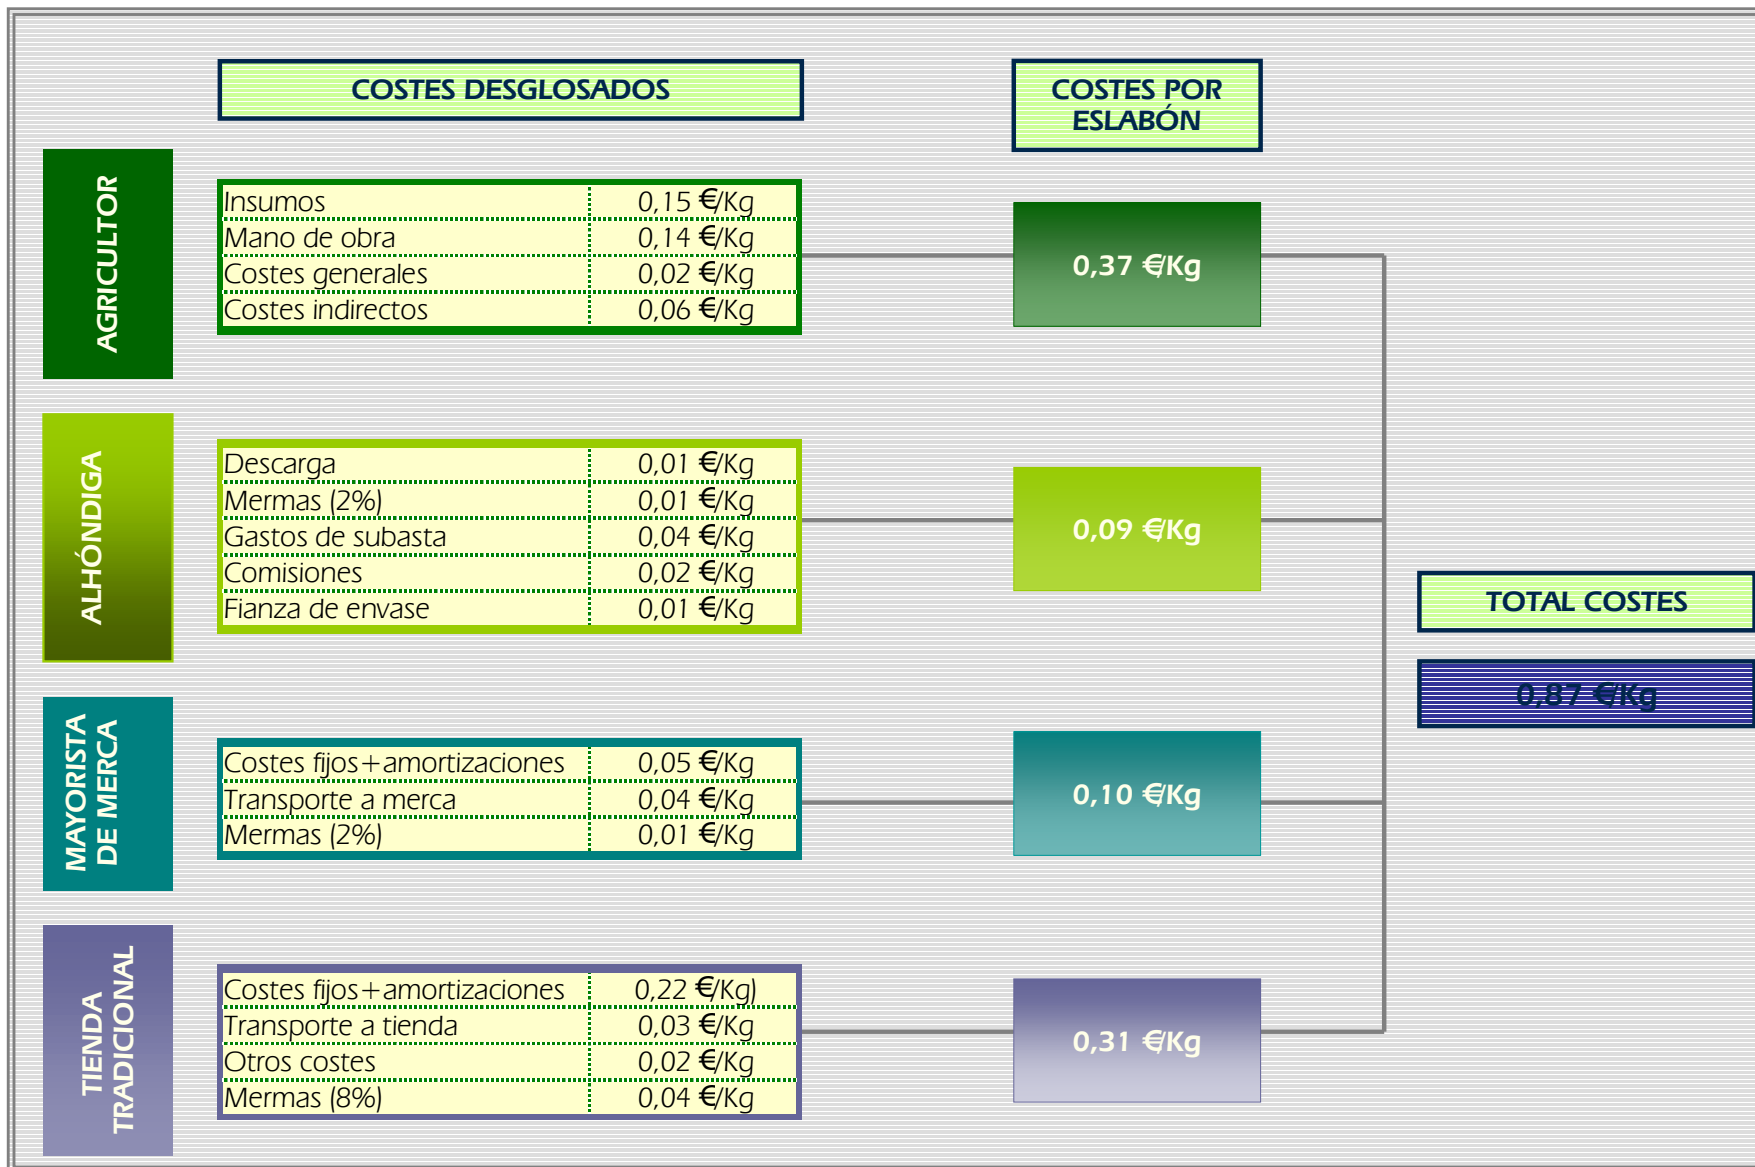 COSTES DESGLOSADOS
COSTES POR
ESLABÓN
AGRICULTOR
Insumos 0,15 €/Kg
Mano de obra 0,14 €/Kg
Costes generales 0,02 €/Kg
Costes indirectos 0,06 €/Kg
0,37 €/Kg
ALHÓNDIGA
Descarga 0,01 €/Kg
Mermas (2%) 0,01 €/Kg
Gastos de subasta 0,04 €/Kg
Comisiones 0,02 €/Kg
Fianza de envase 0,01 €/Kg
0,09 €/Kg
TOTAL COSTES
0,87 €/Kg
MAYORISTA
DE MERCA
Costes fijos+amortizaciones 0,05 €/Kg
Transporte a merca 0,04 €/Kg
Mermas (2%) 0,01 €/Kg
0,10 €/Kg
TIENDA
TRADICIONAL
Costes fijos+amortizaciones 0,22 €/Kg)
Transporte a tienda 0,03 €/Kg
Otros costes 0,02 €/Kg
Mermas (8%) 0,04 €/Kg
0,31 €/Kg